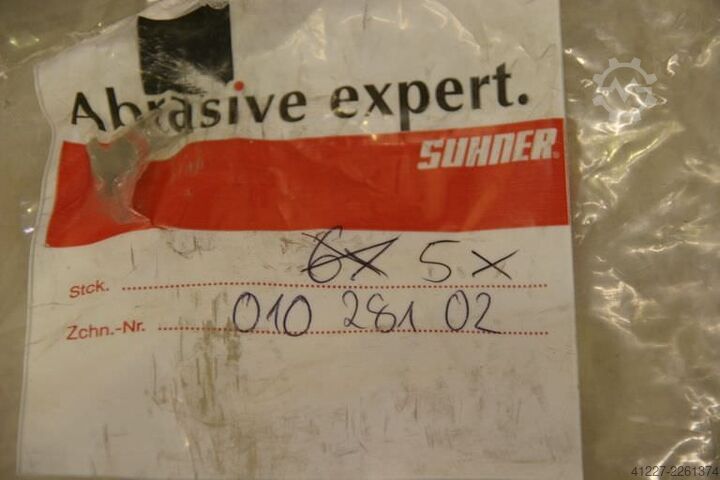 Abrasive expert.
SUHNER®
Stck. 6x 5x
Zchn.-Nr. 010 281 02
41227-2261374